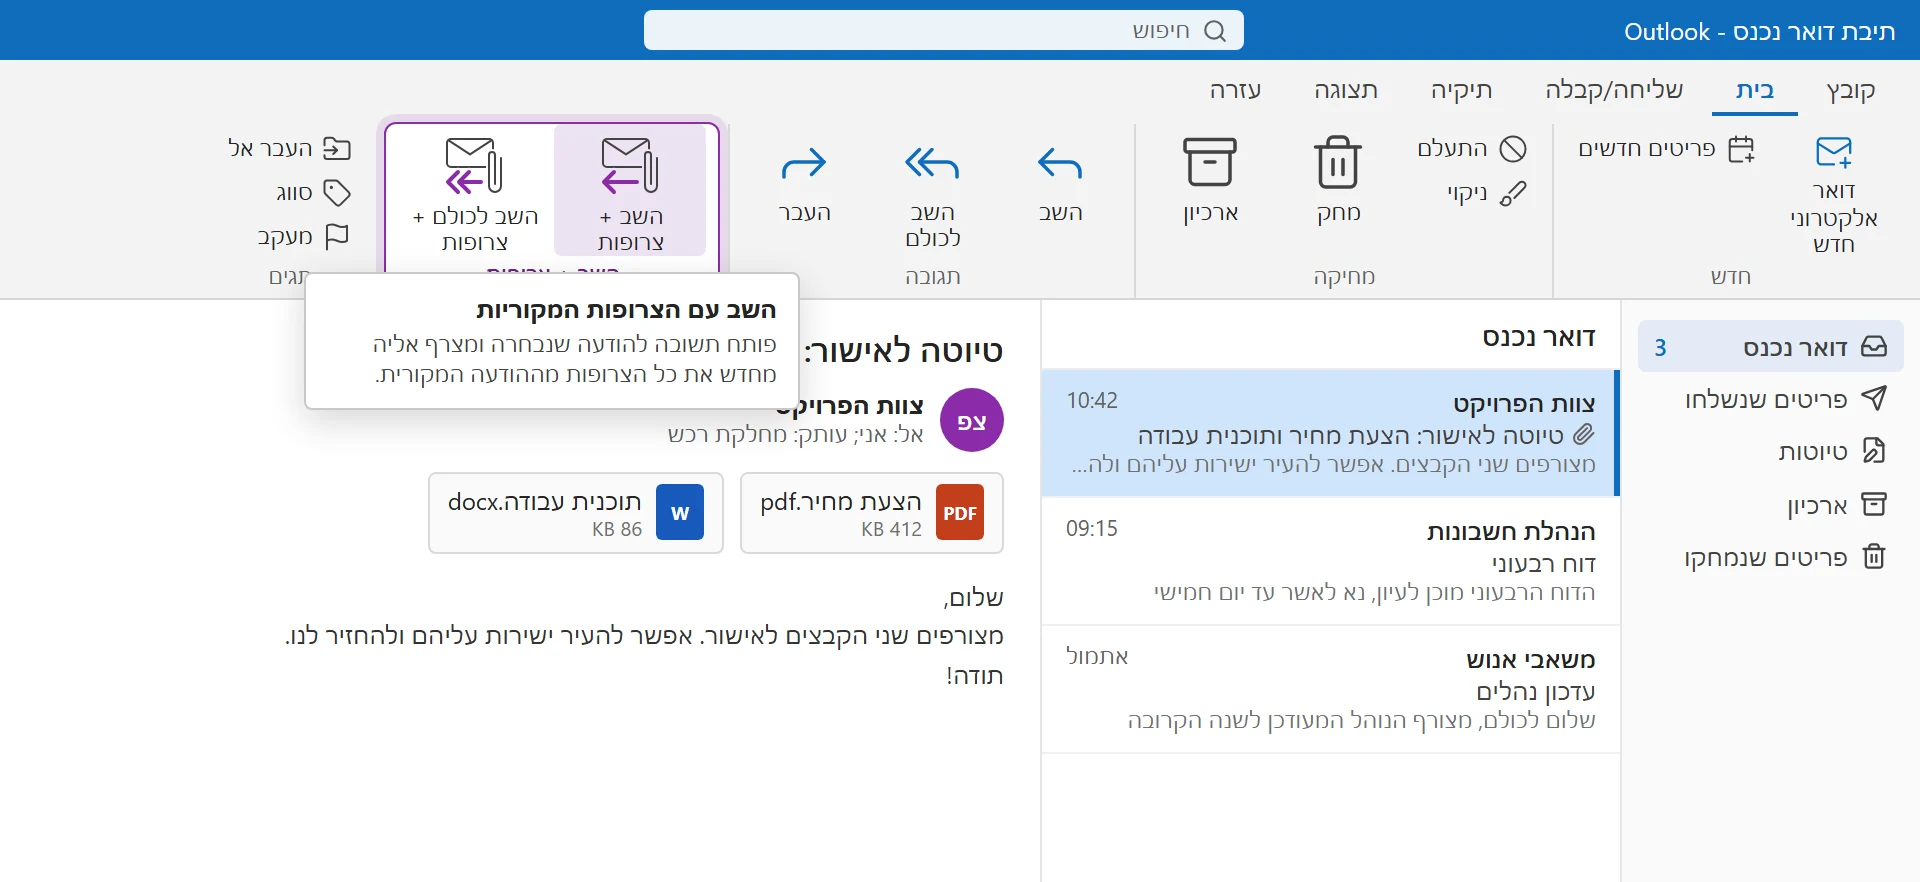 תיבת דואר נכנס - Outlook
חיפוש
קובץ
בית
שליחה/קבלה
תיקיה
תצוגה
עזרה
דואר
אלקטרוני
חדש
פריטים חדשים
חדש
התעלם
ניקוי
מחק
ארכיון
מחיקה
השב
השב
לכולם
העבר
תגובה
השב +
צרופות
השב לכולם +
צרופות
העבר אל
סווג
מעקב
תגים
השב עם הצרופות המקוריות
פותח תשובה להודעה שנבחרה ומצרף אליה
מחדש את כל הצרופות מההודעה המקורית.
דואר נכנס
3
פריטים שנשלחו
טיוטות
ארכיון
פריטים שנמחקו
דואר נכנס
צוות הפרויקט
10:42
טיוטה לאישור: הצעת מחיר ותוכנית עבודה
מצורפים שני הקבצים. אפשר להעיר ישירות עליהם ולה...
הנהלת חשבונות
09:15
דוח רבעוני
הדוח הרבעוני מוכן לעיון, נא לאשר עד יום חמישי
משאבי אנוש
אתמול
עדכון נהלים
שלום לכולם, מצורף הנוהל המעודכן לשנה הקרובה
טיוטה לאישור:
צפ
צוות הפרויקט
אל: אני; עותק: מחלקת רכש
PDF
הצעת מחיר.pdf
412 KB
W
תוכנית עבודה.docx
86 KB
שלום,
מצורפים שני הקבצים לאישור. אפשר להעיר ישירות עליהם ולהחזיר לנו.
תודה!